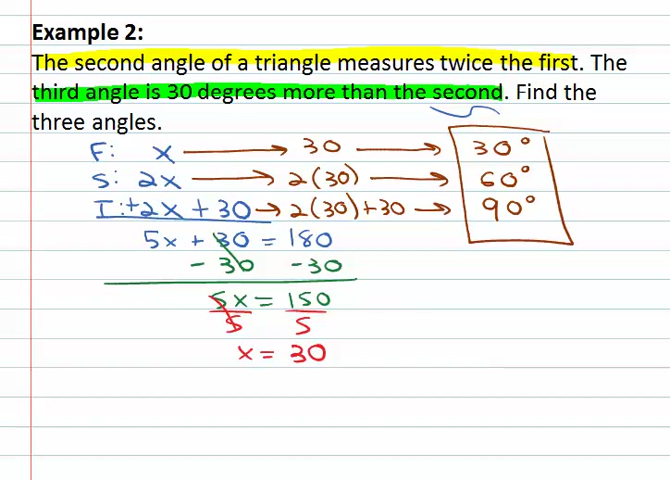 Example 2:
The second angle of a triangle measures twice the first. The
third angle is 30 degrees more than the second. Find the
three angles.
F: x → 30 → 30°
S: 2x → 2(30) → 60°
T: +2x + 30 → 2(30)+30 → 90°
5x + 30 = 180
- 30 -30
5x = 150
5 5
x = 30